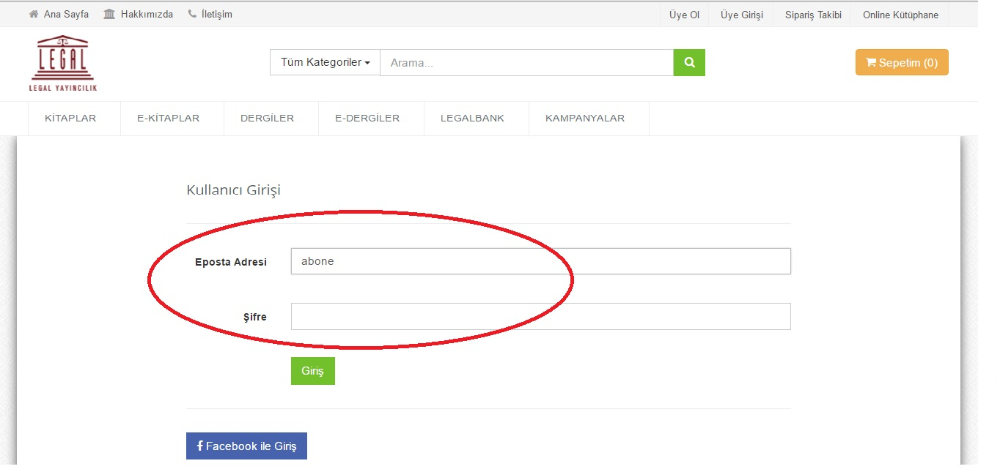 Ana Sayfa Hakkımızda İletişim Üye Ol Üye Girişi Sipariş Takibi Online Kütüphane
LEGAL
LEGAL YAYINCILIK
Tüm Kategoriler Arama... Sepetim (0)
KİTAPLAR E-KİTAPLAR DERGİLER E-DERGİLER LEGALBANK KAMPANYALAR
Kullanıcı Girişi
Eposta Adresi abone
Şifre
Giriş
Facebook ile Giriş